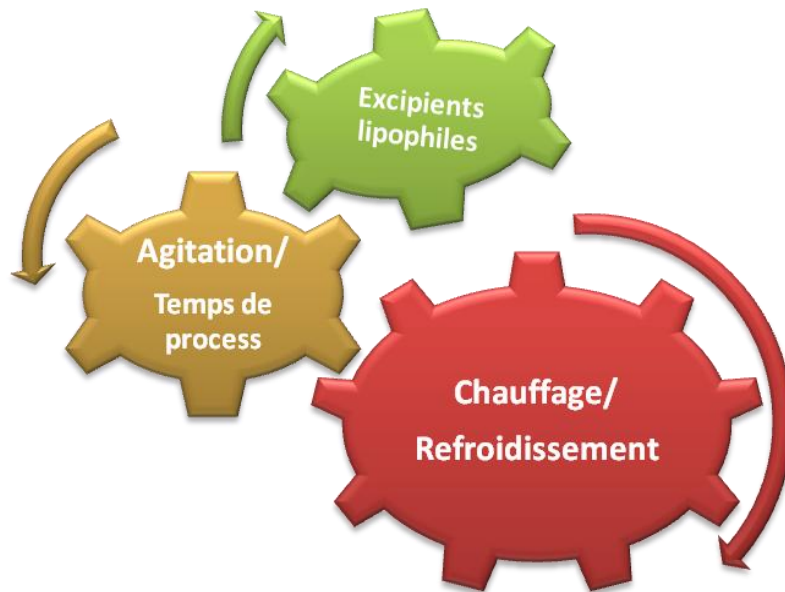 Excipients
lipophiles
Agitation/
Temps de
process
Chauffage/
Refroidissement